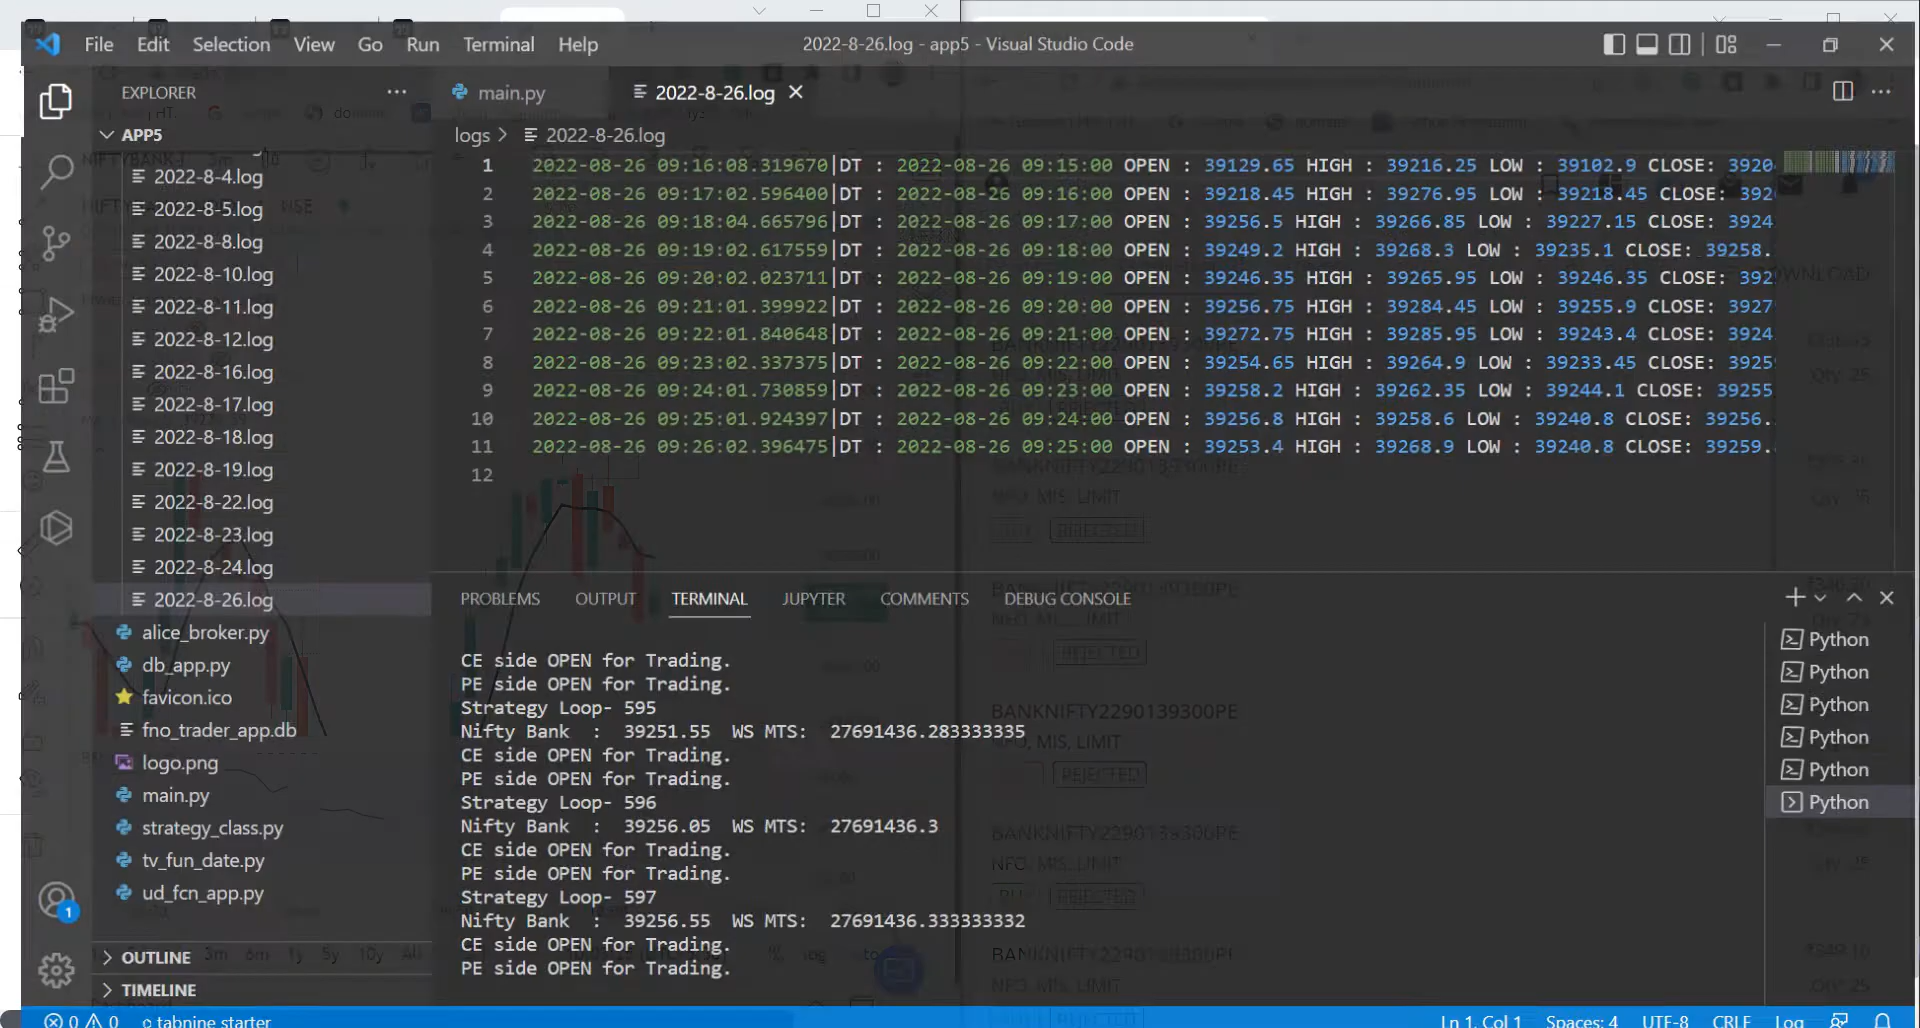 File Edit Selection View Go Run Terminal Help
2022-8-26.log - app5 - Visual Studio Code
EXPLORER
APP5
2022-8-4.log
2022-8-5.log
2022-8-8.log
2022-8-10.log
2022-8-11.log
2022-8-12.log
2022-8-16.log
2022-8-17.log
2022-8-18.log
2022-8-19.log
2022-8-22.log
2022-8-23.log
2022-8-24.log
2022-8-26.log
alice_broker.py
db_app.py
favicon.ico
fno_trader_app.db
logo.png
main.py
strategy_class.py
tv_fun_date.py
ud_fcn_app.py
OUTLINE
TIMELINE
main.py 2022-8-26.log
logs > 2022-8-26.log
1 2022-08-26 09:16:08.319670|DT : 2022-08-26 09:15:00 OPEN : 39129.65 HIGH : 39216.25 LOW : 39102.9 CLOSE: 3920
2 2022-08-26 09:17:02.596400|DT : 2022-08-26 09:16:00 OPEN : 39218.45 HIGH : 39276.95 LOW : 39218.45 CLOSE: 392
3 2022-08-26 09:18:04.665796|DT : 2022-08-26 09:17:00 OPEN : 39256.5 HIGH : 39266.85 LOW : 39227.15 CLOSE: 3924
4 2022-08-26 09:19:02.617559|DT : 2022-08-26 09:18:00 OPEN : 39249.2 HIGH : 39268.3 LOW : 39235.1 CLOSE: 39258.
5 2022-08-26 09:20:02.023711|DT : 2022-08-26 09:19:00 OPEN : 39246.35 HIGH : 39265.95 LOW : 39246.35 CLOSE: 392
6 2022-08-26 09:21:01.399922|DT : 2022-08-26 09:20:00 OPEN : 39256.75 HIGH : 39284.45 LOW : 39255.9 CLOSE: 3927
7 2022-08-26 09:22:01.840648|DT : 2022-08-26 09:21:00 OPEN : 39272.75 HIGH : 39285.95 LOW : 39243.4 CLOSE: 3924
8 2022-08-26 09:23:02.337375|DT : 2022-08-26 09:22:00 OPEN : 39254.65 HIGH : 39264.9 LOW : 39233.45 CLOSE: 3925
9 2022-08-26 09:24:01.730859|DT : 2022-08-26 09:23:00 OPEN : 39258.2 HIGH : 39262.35 LOW : 39244.1 CLOSE: 39255
10 2022-08-26 09:25:01.924397|DT : 2022-08-26 09:24:00 OPEN : 39256.8 HIGH : 39258.6 LOW : 39240.8 CLOSE: 39256.
11 2022-08-26 09:26:02.396475|DT : 2022-08-26 09:25:00 OPEN : 39253.4 HIGH : 39268.9 LOW : 39240.8 CLOSE: 39259.
12
PROBLEMS OUTPUT TERMINAL JUPYTER COMMENTS DEBUG CONSOLE
CE side OPEN for Trading.
PE side OPEN for Trading.
Strategy Loop- 595
Nifty Bank : 39251.55 WS MTS: 27691436.283333335
CE side OPEN for Trading.
PE side OPEN for Trading.
Strategy Loop- 596
Nifty Bank : 39256.05 WS MTS: 27691436.3
CE side OPEN for Trading.
PE side OPEN for Trading.
Strategy Loop- 597
Nifty Bank : 39256.55 WS MTS: 27691436.333333332
CE side OPEN for Trading.
PE side OPEN for Trading.
Python
Python
Python
Python
Python
Python
BANKNIFTY2290139300PE
NFO, MIS, LIMIT
REJECTED
1
0 0 tabnine starter
Ln 1, Col 1 Spaces: 4 UTF-8 CRLF Log